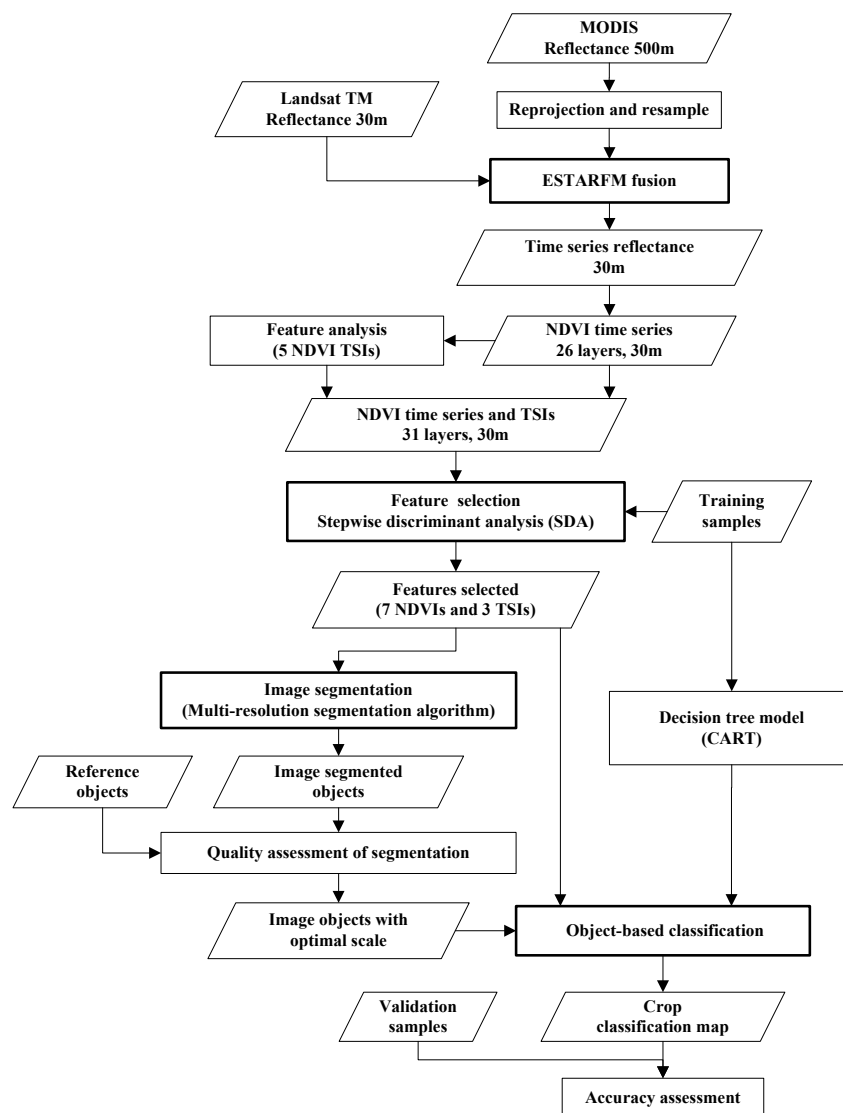 MODIS
Reflectance 500m
Landsat TM
Reflectance 30m
Reprojection and resample
ESTARFM fusion
Time series reflectance
30m
Feature analysis
(5 NDVI TSIs)
NDVI time series
26 layers, 30m
NDVI time series and TSIs
31 layers, 30m
Feature selection
Stepwise discriminant analysis (SDA)
Training
samples
Features selected
(7 NDVIs and 3 TSIs)
Image segmentation
(Multi-resolution segmentation algorithm)
Decision tree model
(CART)
Reference
objects
Image segmented
objects
Quality assessment of segmentation
Image objects with
optimal scale
Object-based classification
Validation
samples
Crop
classification map
Accuracy assessment